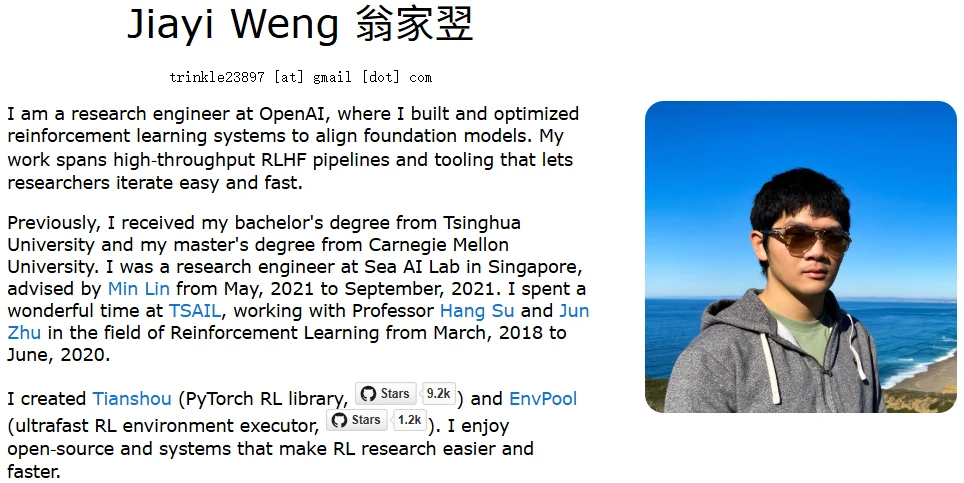 Jiayi Weng 翁家翌
trinkle23897 [at] gmail [dot] com
I am a research engineer at OpenAI, where I built and optimized
reinforcement learning systems to align foundation models. My
work spans high-throughput RLHF pipelines and tooling that lets
researchers iterate easy and fast.
Previously, I received my bachelor's degree from Tsinghua
University and my master's degree from Carnegie Mellon
University. I was a research engineer at Sea AI Lab in Singapore,
advised by Min Lin from May, 2021 to September, 2021. I spent a
wonderful time at TSAIL, working with Professor Hang Su and Jun
Zhu in the field of Reinforcement Learning from March, 2018 to
June, 2020.
I created Tianshou (PyTorch RL library, Stars 9.2k) and EnvPool
(ultrafast RL environment executor, Stars 1.2k). I enjoy
open-source and systems that make RL research easier and
faster.